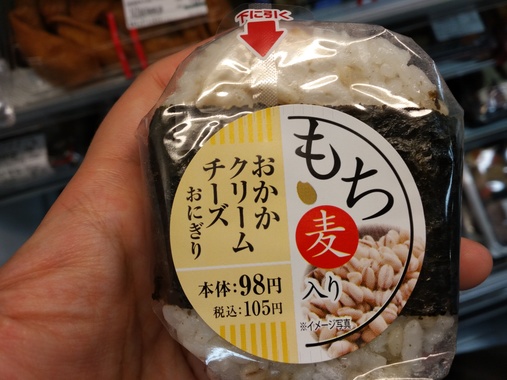 下に引く
もち
麦
入り
※イメージ写真
おかか
クリーム
チーズ
おにぎり
本体:98円
税込:105円